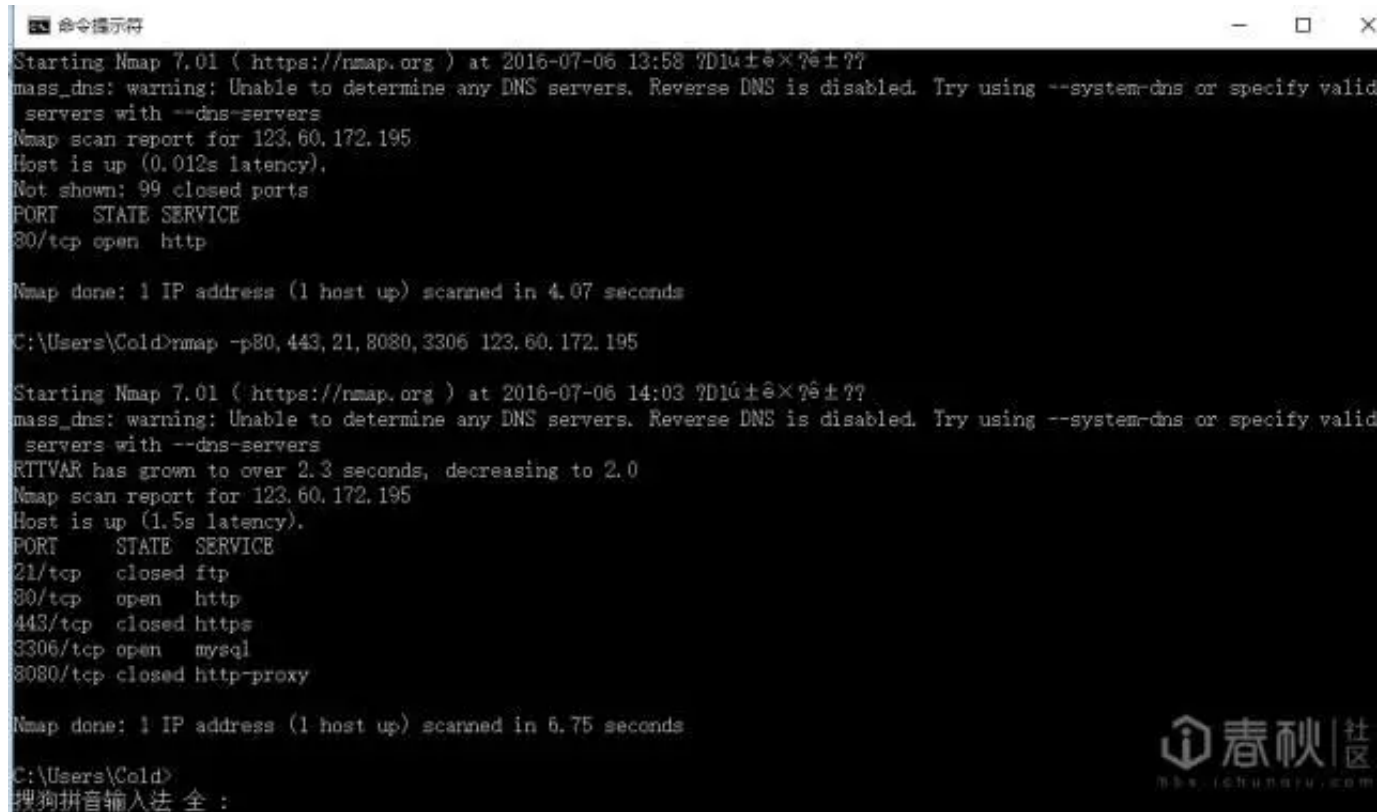 命令提示符
Starting Nmap 7.01 ( https://nmap.org ) at 2016-07-06 13:58 ?D1ú±ê×?ê±??
mass_dns: warning: Unable to determine any DNS servers. Reverse DNS is disabled. Try using --system-dns or specify valid
servers with --dns-servers
Nmap scan report for 123.60.172.195
Host is up (0.012s latency).
Not shown: 99 closed ports
PORT STATE SERVICE
80/tcp open http
Nmap done: 1 IP address (1 host up) scanned in 4.07 seconds
C:\Users\Cold>nmap -p80,443,21,8080,3306 123.60.172.195
Starting Nmap 7.01 ( https://nmap.org ) at 2016-07-06 14:03 ?D1ú±ê×?ê±??
mass_dns: warning: Unable to determine any DNS servers. Reverse DNS is disabled. Try using --system-dns or specify valid
servers with --dns-servers
RTTVAR has grown to over 2.3 seconds, decreasing to 2.0
Nmap scan report for 123.60.172.195
Host is up (1.5s latency).
PORT STATE SERVICE
21/tcp closed ftp
80/tcp open http
443/tcp closed https
3306/tcp open mysql
8080/tcp closed http-proxy
Nmap done: 1 IP address (1 host up) scanned in 6.75 seconds
C:\Users\Cold>
搜狗拼音输入法 全 :
春秋 社区
bbs.ichunqiu.com